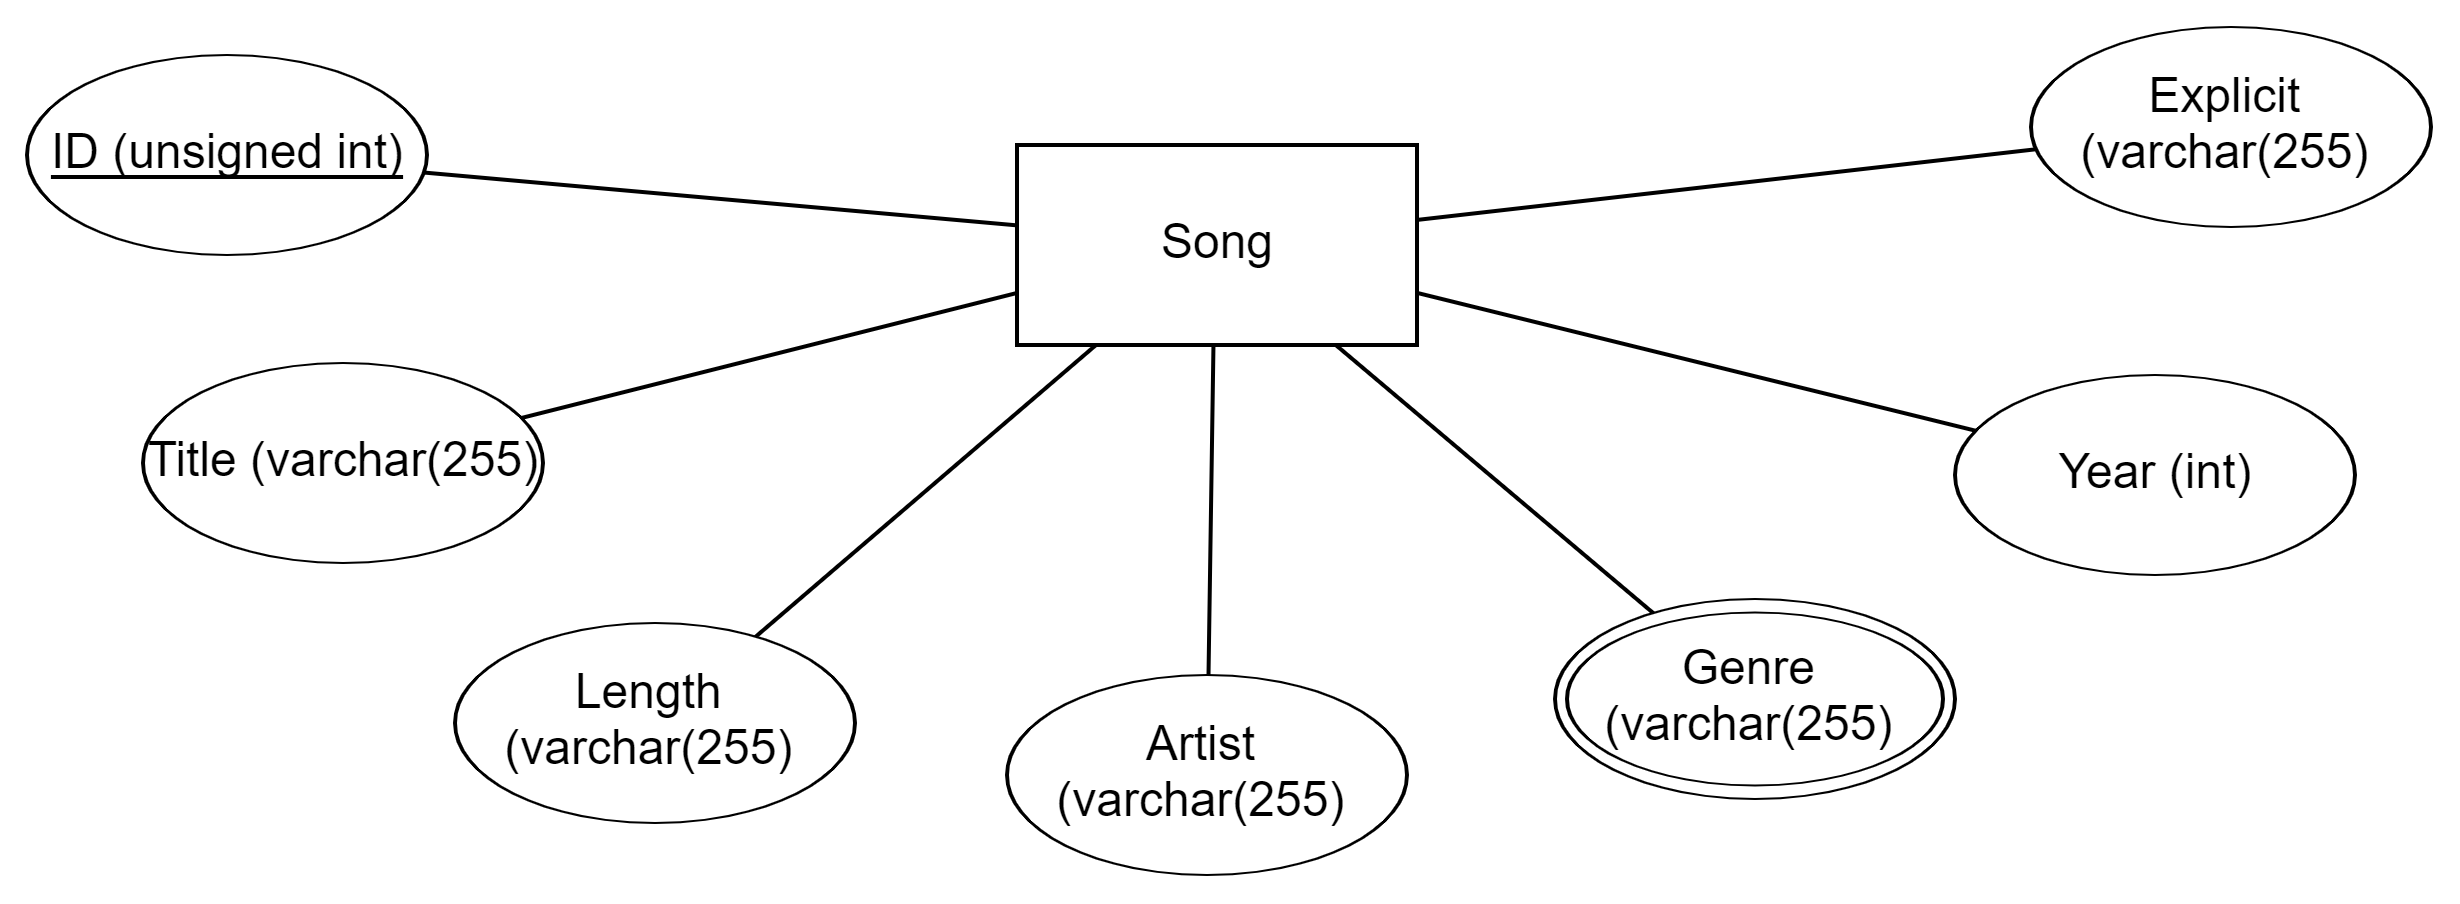 Explicit
(varchar(255)
ID (unsigned int)
Song
Title (varchar(255)
Year (int)
Length
(varchar(255)
Artist
(varchar(255)
Genre
(varchar(255)